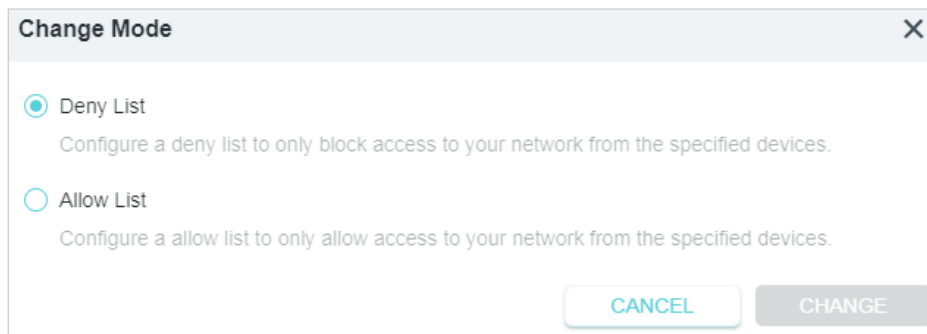 Change Mode
Deny List
Configure a deny list to only block access to your network from the specified devices.
Allow List
Configure a allow list to only allow access to your network from the specified devices.
CANCEL CHANGE